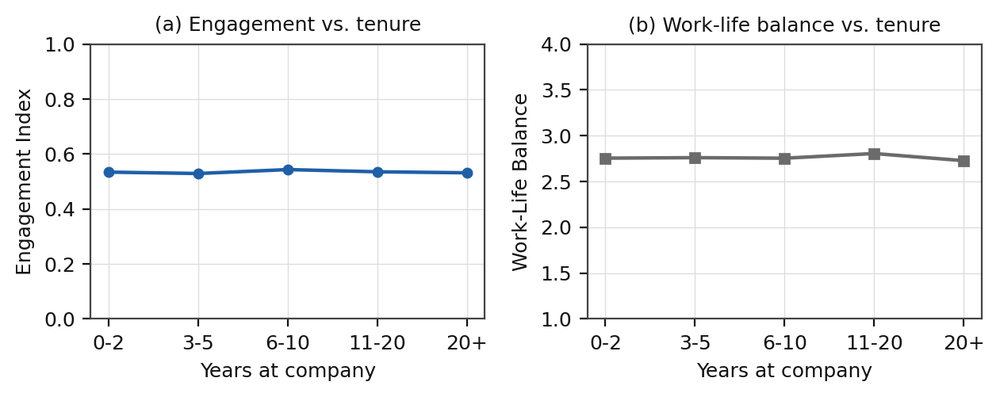 (a) Engagement vs. tenure
Engagement Index
1.0
0.8
0.6
0.4
0.2
0.0
0-2 3-5 6-10 11-20 20+
Years at company
(b) Work-life balance vs. tenure
Work-Life Balance
4.0
3.5
3.0
2.5
2.0
1.5
1.0
0-2 3-5 6-10 11-20 20+
Years at company